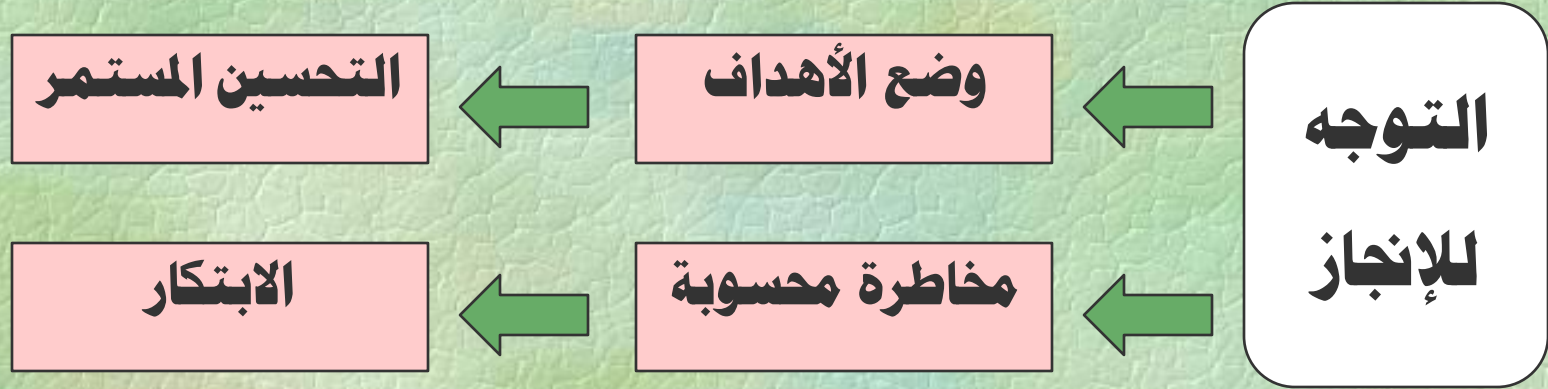 التوجه
للإنجاز
وضع الأهداف
التحسين المستمر
مخاطرة محسوبة
الابتكار